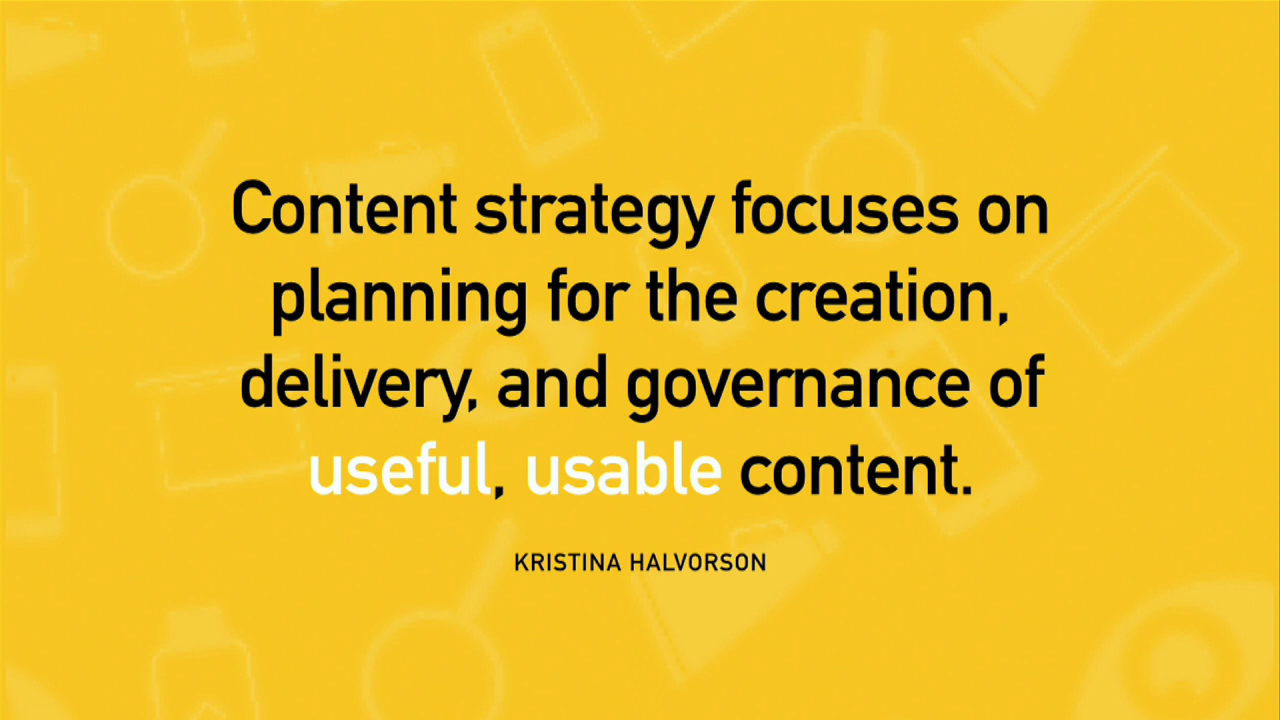 Content strategy focuses on
planning for the creation,
delivery, and governance of
useful, usable content.
KRISTINA HALVORSON